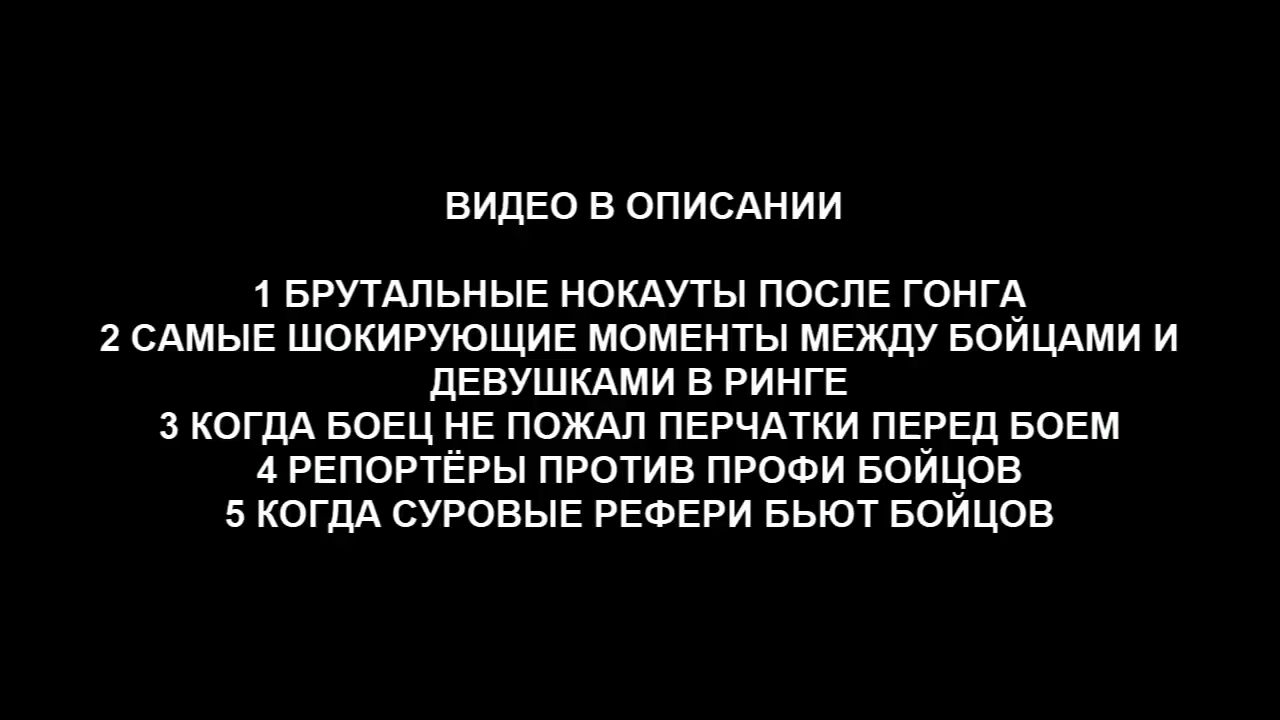 ВИДЕО В ОПИСАНИИ
1 БРУТАЛЬНЫЕ НОКАУТЫ ПОСЛЕ ГОНГА
2 САМЫЕ ШОКИРУЮЩИЕ МОМЕНТЫ МЕЖДУ БОЙЦАМИ И
ДЕВУШКАМИ В РИНГЕ
3 КОГДА БОЕЦ НЕ ПОЖАЛ ПЕРЧАТКИ ПЕРЕД БОЕМ
4 РЕПОРТЁРЫ ПРОТИВ ПРОФИ БОЙЦОВ
5 КОГДА СУРОВЫЕ РЕФЕРИ БЬЮТ БОЙЦОВ